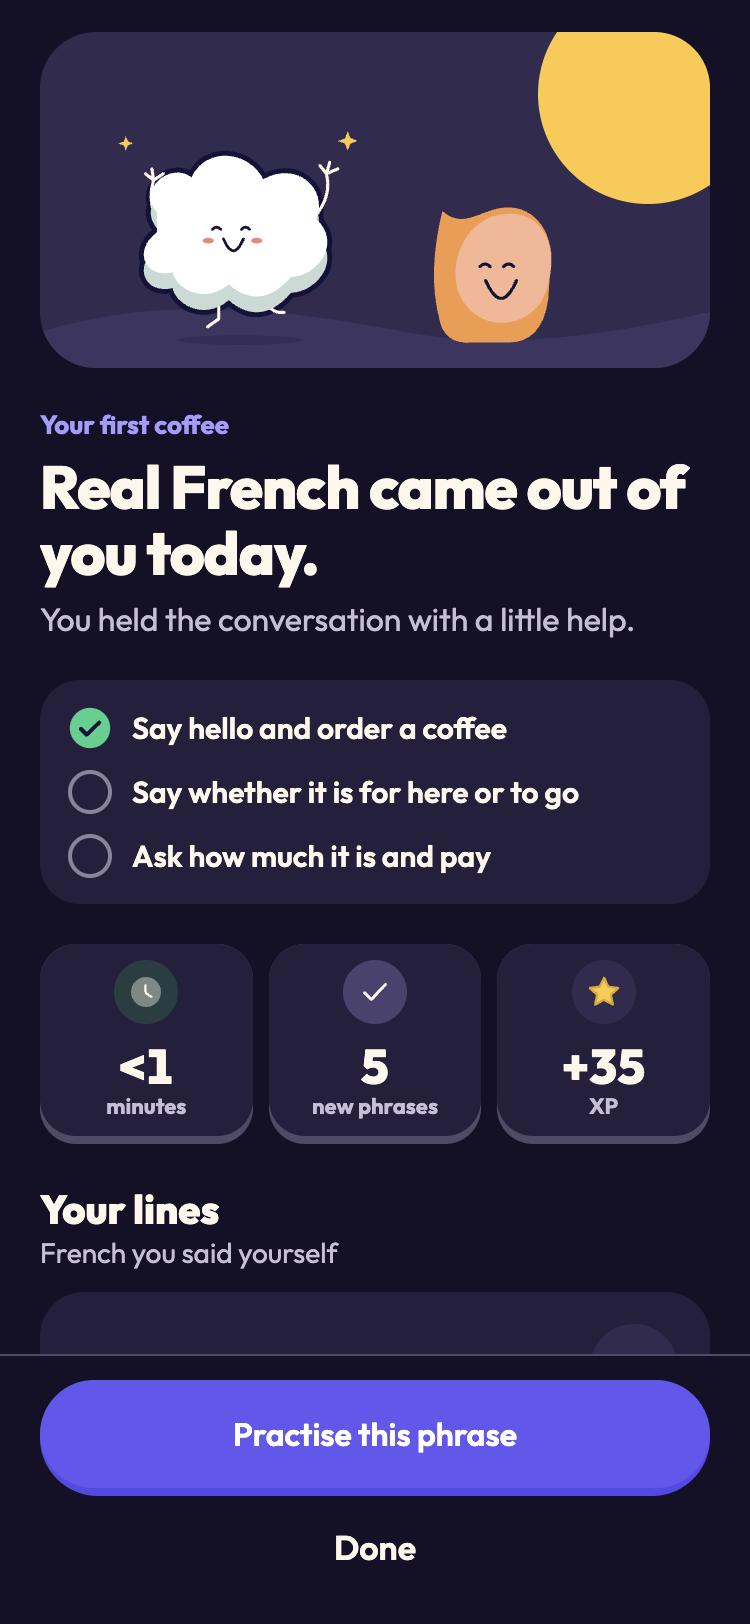 Your first coffee
Real French came out of
you today.
You held the conversation with a little help.
Say hello and order a coffee
Say whether it is for here or to go
Ask how much it is and pay
<1
minutes
5
new phrases
+35
XP
Your lines
French you said yourself
Practise this phrase
Done